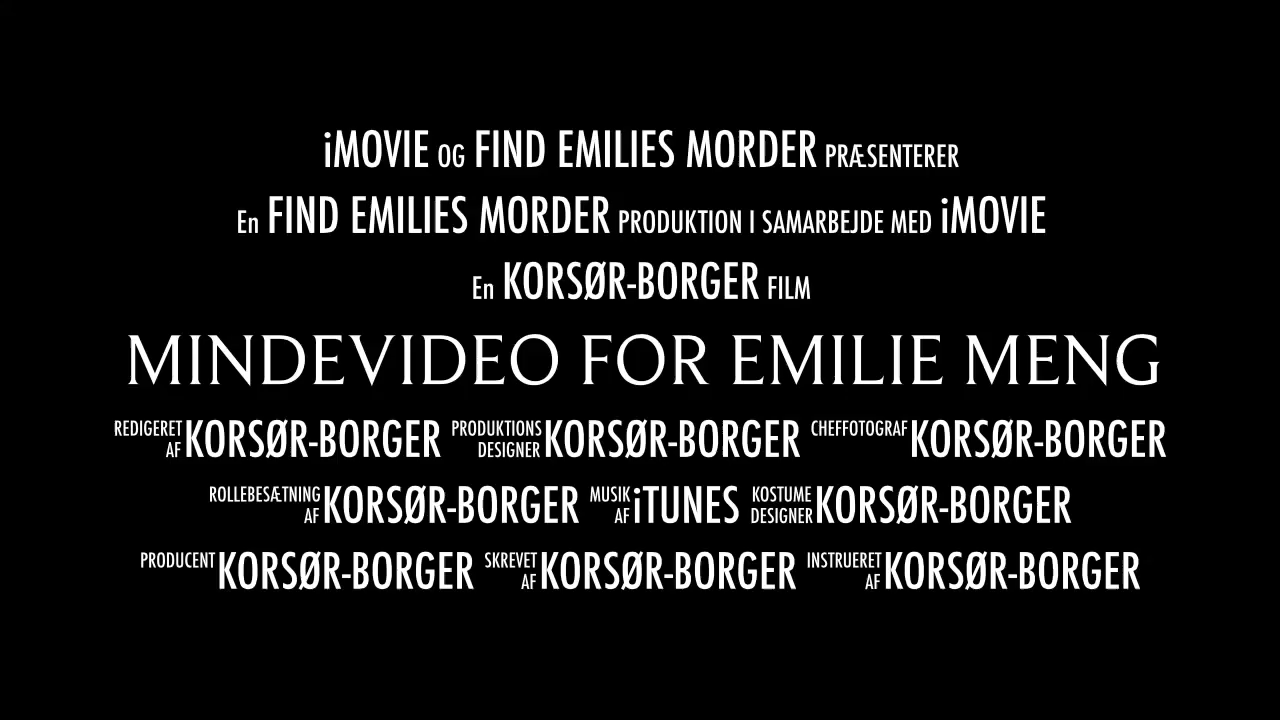 iMOVIE OG FIND EMILIES MORDER PRÆSENTERER
En FIND EMILIES MORDER PRODUKTION I SAMARBEJDE MED iMOVIE
En KORSØR-BORGER FILM
MINDEVIDEO FOR EMILIE MENG
REDIGERET AF KORSØR-BORGER PRODUKTIONS DESIGNER KORSØR-BORGER CHEFFOTOGRAF KORSØR-BORGER
ROLLEBESÆTNING AF KORSØR-BORGER MUSIK AF iTUNES KOSTUME DESIGNER KORSØR-BORGER
PRODUCENT KORSØR-BORGER SKREVET AF KORSØR-BORGER INSTRUERET AF KORSØR-BORGER